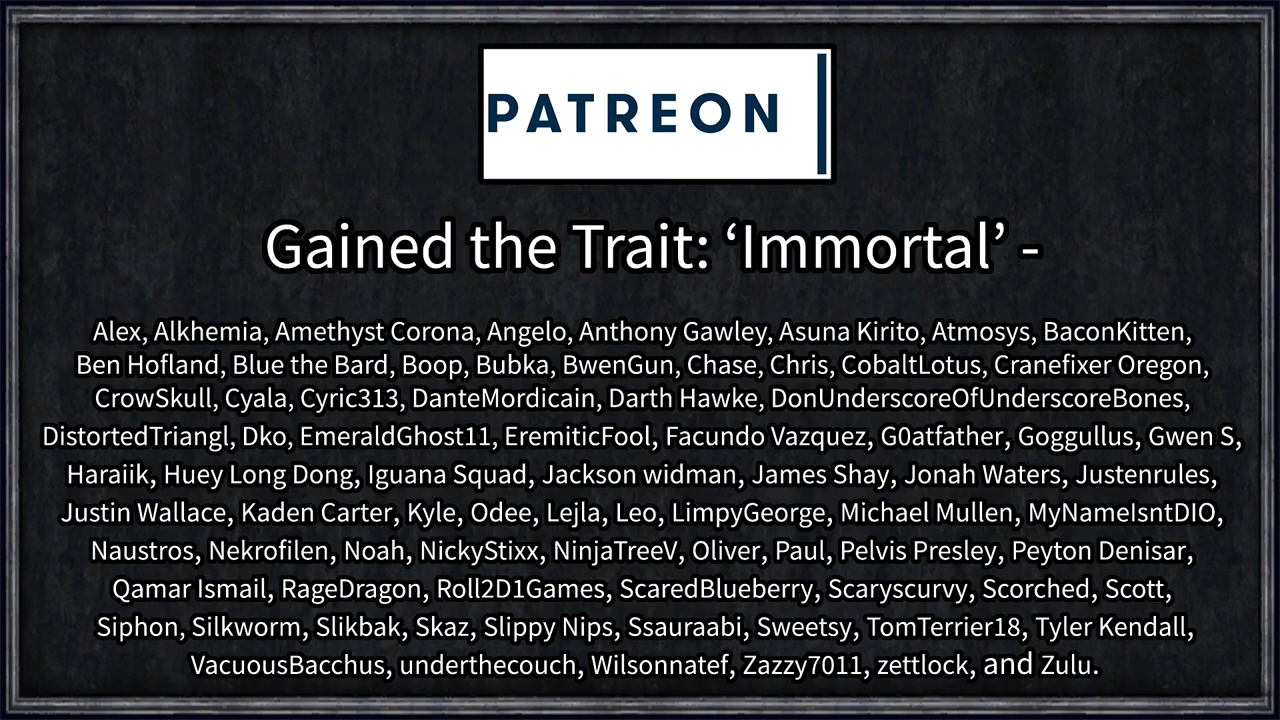 PATREON
Gained the Trait: ‘Immortal’ -
Alex, Alkhemia, Amethyst Corona, Angelo, Anthony Gawley, Asuna Kirito, Atmosys, BaconKitten,
Ben Hofland, Blue the Bard, Boop, Bubka, BwenGun, Chase, Chris, CobaltLotus, Cranefixer Oregon,
CrowSkull, Cyala, Cyric313, DanteMordicain, Darth Hawke, DonUnderscoreOfUnderscoreBones,
DistortedTriangl, Dko, EmeraldGhost11, EremiticFool, Facundo Vazquez, G0atfather, Goggullus, Gwen S,
Haraiik, Huey Long Dong, Iguana Squad, Jackson widman, James Shay, Jonah Waters, Justenrules,
Justin Wallace, Kaden Carter, Kyle, Odee, Lejla, Leo, LimpyGeorge, Michael Mullen, MyNameIsntDIO,
Naustros, Nekrofilen, Noah, NickyStixx, NinjaTreeV, Oliver, Paul, Pelvis Presley, Peyton Denisar,
Qamar Ismail, RageDragon, Roll2D1Games, ScaredBlueberry, Scaryscurvy, Scorched, Scott,
Siphon, Silkworm, Slikbak, Skaz, Slippy Nips, Ssauraabi, Sweetsy, TomTerrier18, Tyler Kendall,
VacuousBacchus, underthecouch, Wilsonnatef, Zazzy7011, zettlock, and Zulu.